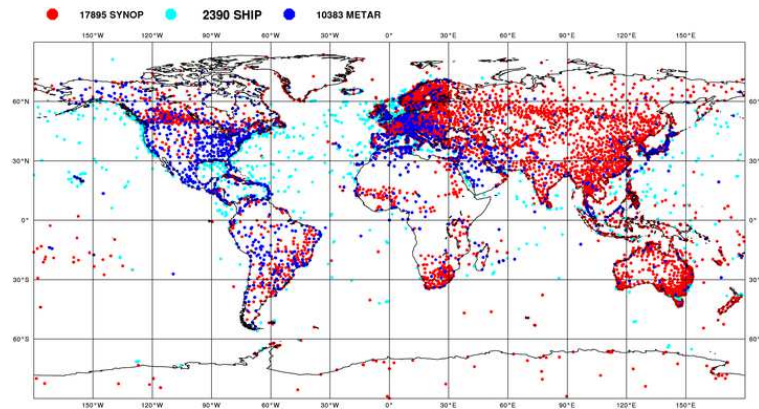 17895 SYNOP 2390 SHIP 10383 METAR
150°W 120°W 90°W 60°W 30°W 0°E 30°E 60°E 90°E 120°E 150°E
60°N 60°N
30°N 30°N
0° 0°
30°S 30°S
60°S 60°S
150°W 120°W 90°W 60°W 30°W 0°E 30°E 60°E 90°E 120°E 150°E